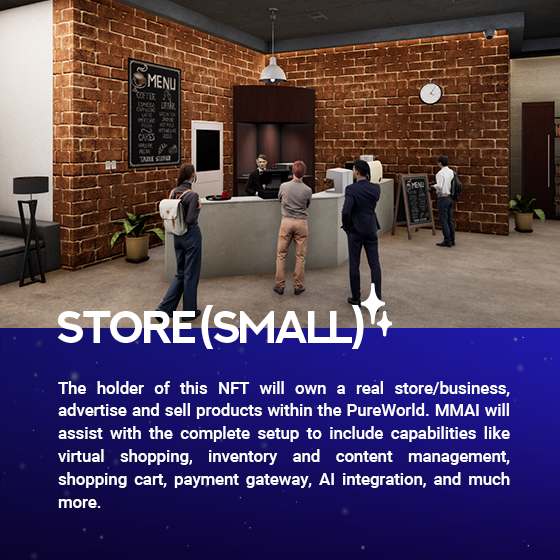 MENU
COFFEE
CAKES
MENU
STORE (SMALL)
The holder of this NFT will own a real store/business,
advertise and sell products within the PureWorld. MMAI will
assist with the complete setup to include capabilities like
virtual shopping, inventory and content management,
shopping cart, payment gateway, AI integration, and much
more.